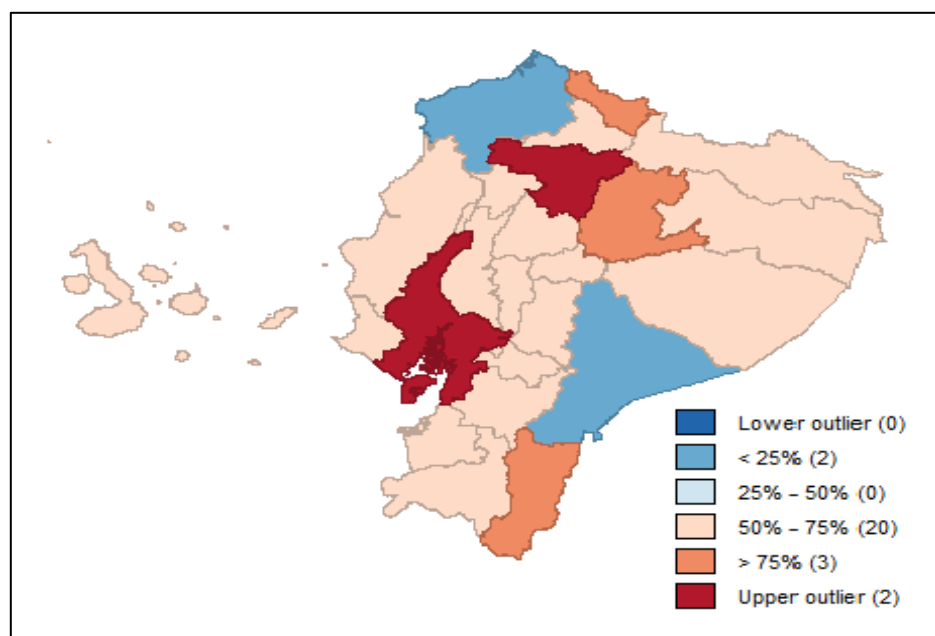 Lower outlier (0)
< 25% (2)
25% - 50% (0)
50% - 75% (20)
> 75% (3)
Upper outlier (2)